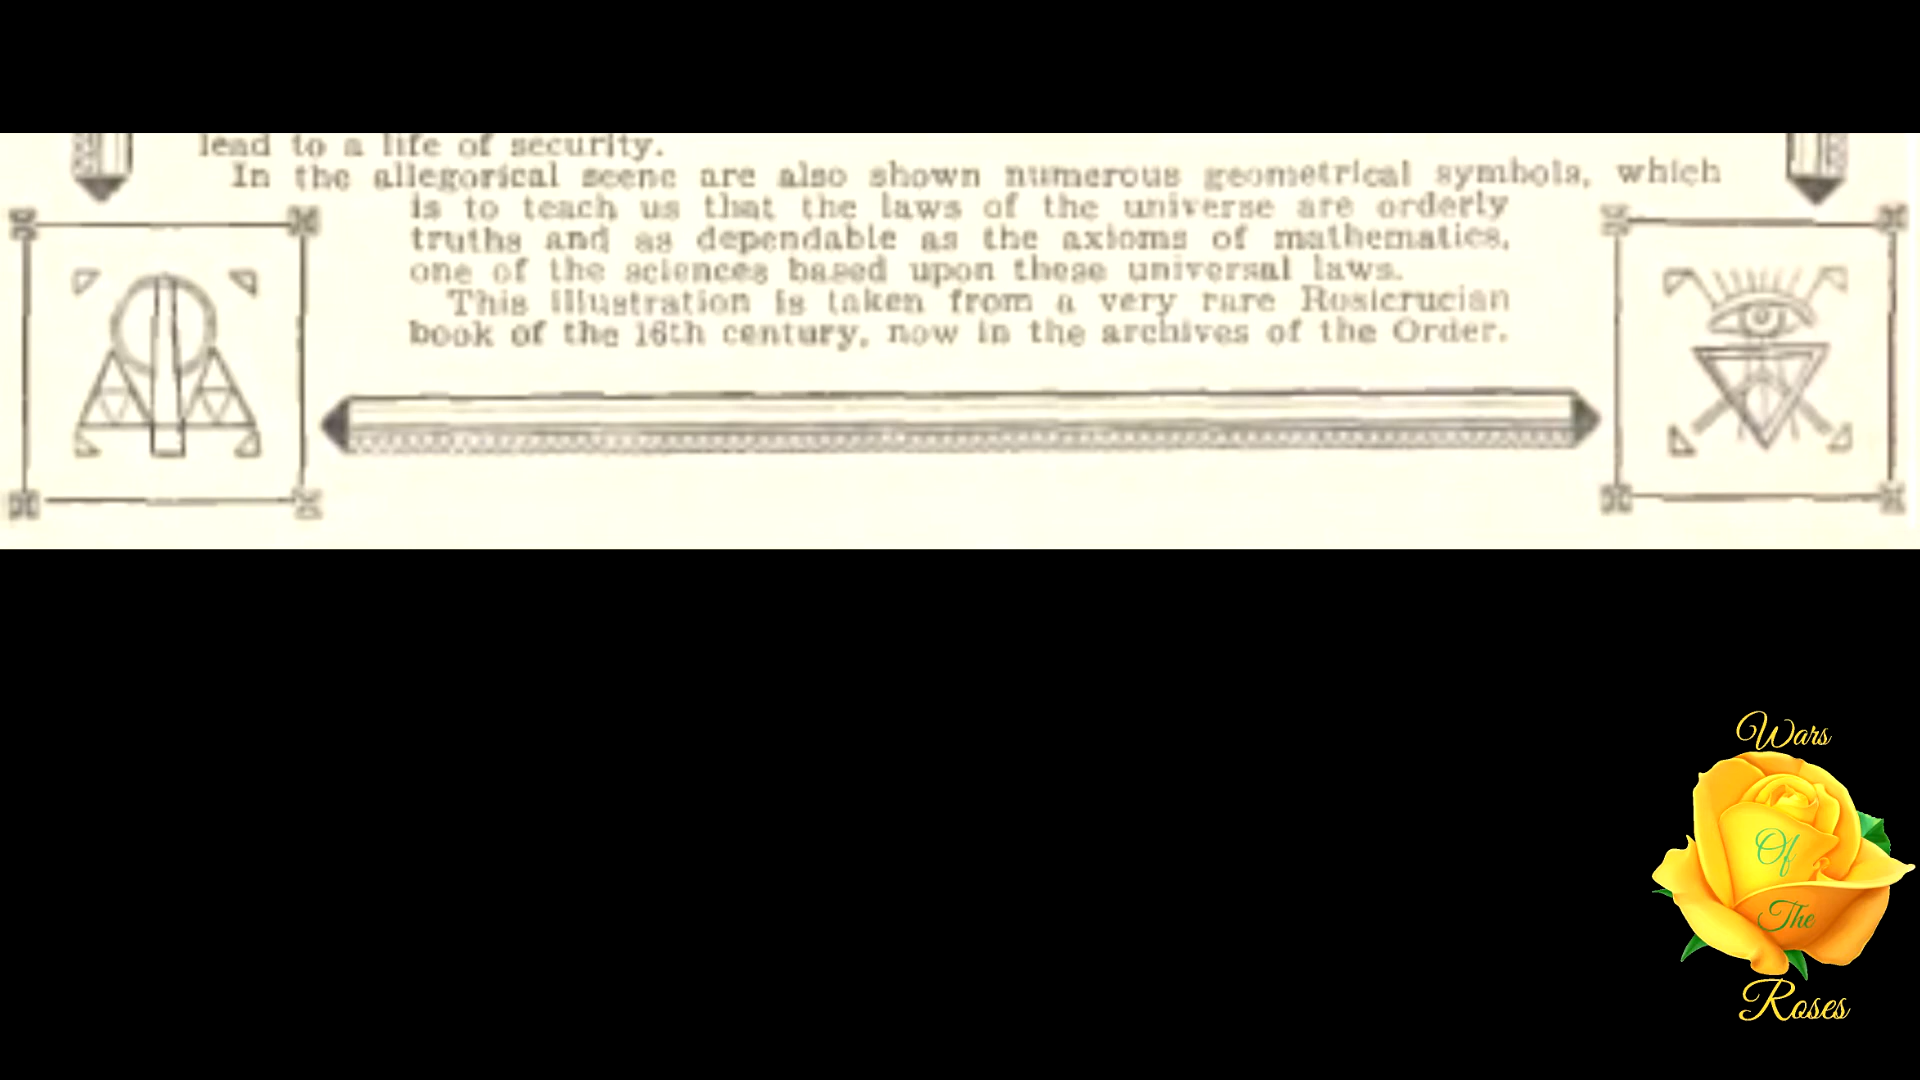 lead to a life of security.
In the allegorical scene are also shown numerous geometrical symbols, which
is to teach us that the laws of the universe are orderly
truths and as dependable as the axioms of mathematics,
one of the sciences based upon these universal laws.
This illustration is taken from a very rare Rosicrucian
book of the 16th century, now in the archives of the Order.
Wars
Of
The
Roses